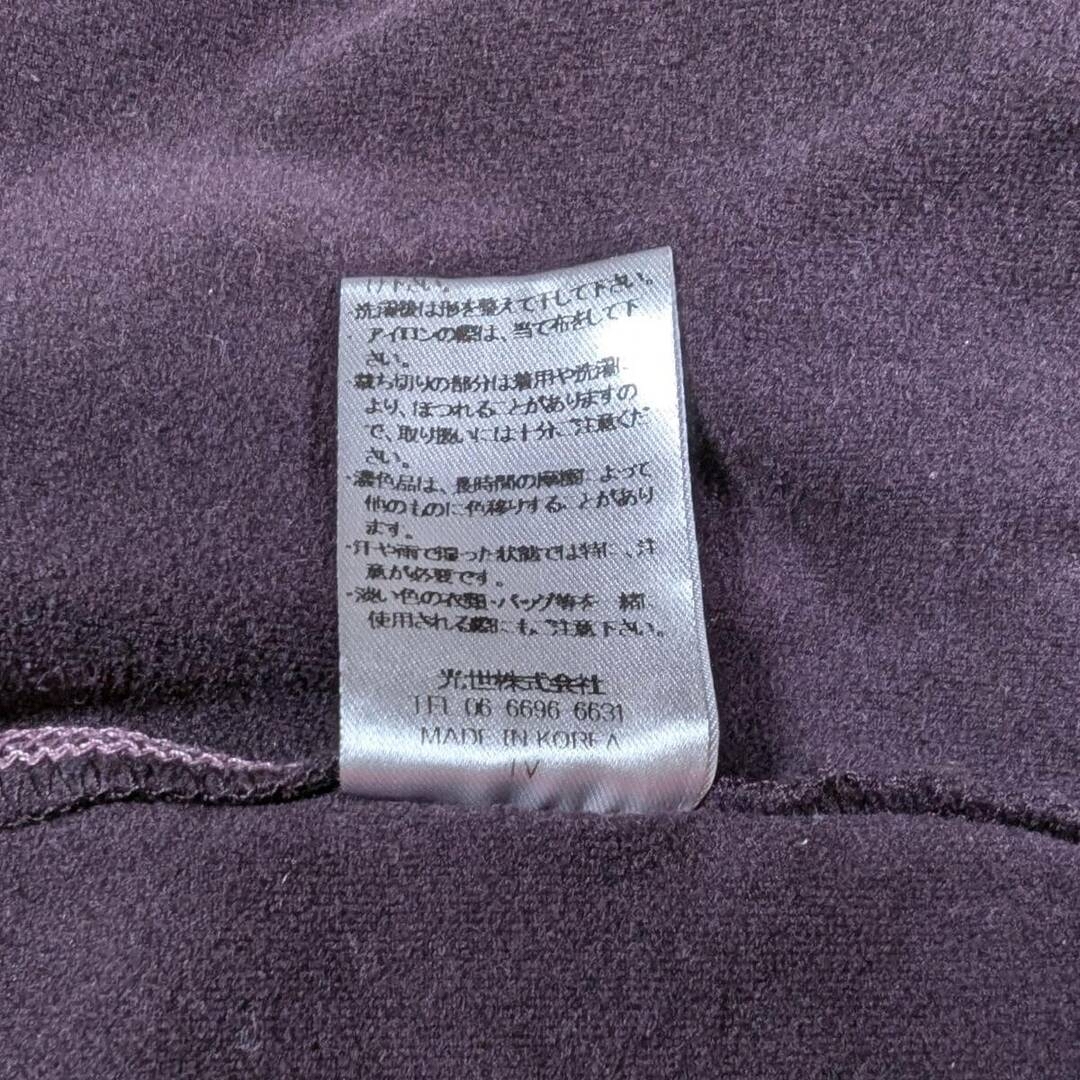 け下さい。
洗濯後は形を整えて干して下さい。
・アイロンの際は、当て布をして下
さい。
・裁ち切りの部分は着用や洗濯に
より、ほつれることがありますの
で、取り扱いには十分ご注意くだ
さい。
・濃色品は、長時間の摩擦によって
他のものに色移りすることがあり
ます。
・汗や雨で湿った状態では特に、注
意が必要です。
・淡い色の衣類・バッグ等を一緒に
使用される際にも、ご注意下さい。
光世株式会社
TEL 06 6696 6631
MADE IN KOREA